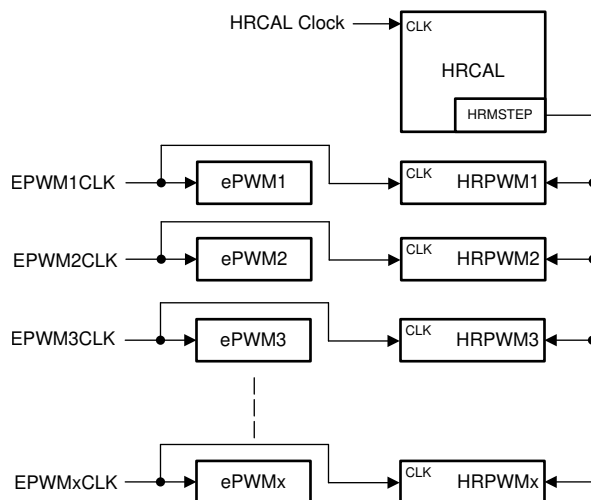 HRCAL Clock
CLK
HRCAL
HRMSTEP
EPWM1CLK
ePWM1
CLK
HRPWM1
EPWM2CLK
ePWM2
CLK
HRPWM2
EPWM3CLK
ePWM3
CLK
HRPWM3
EPWMxCLK
ePWMx
CLK
HRPWMx